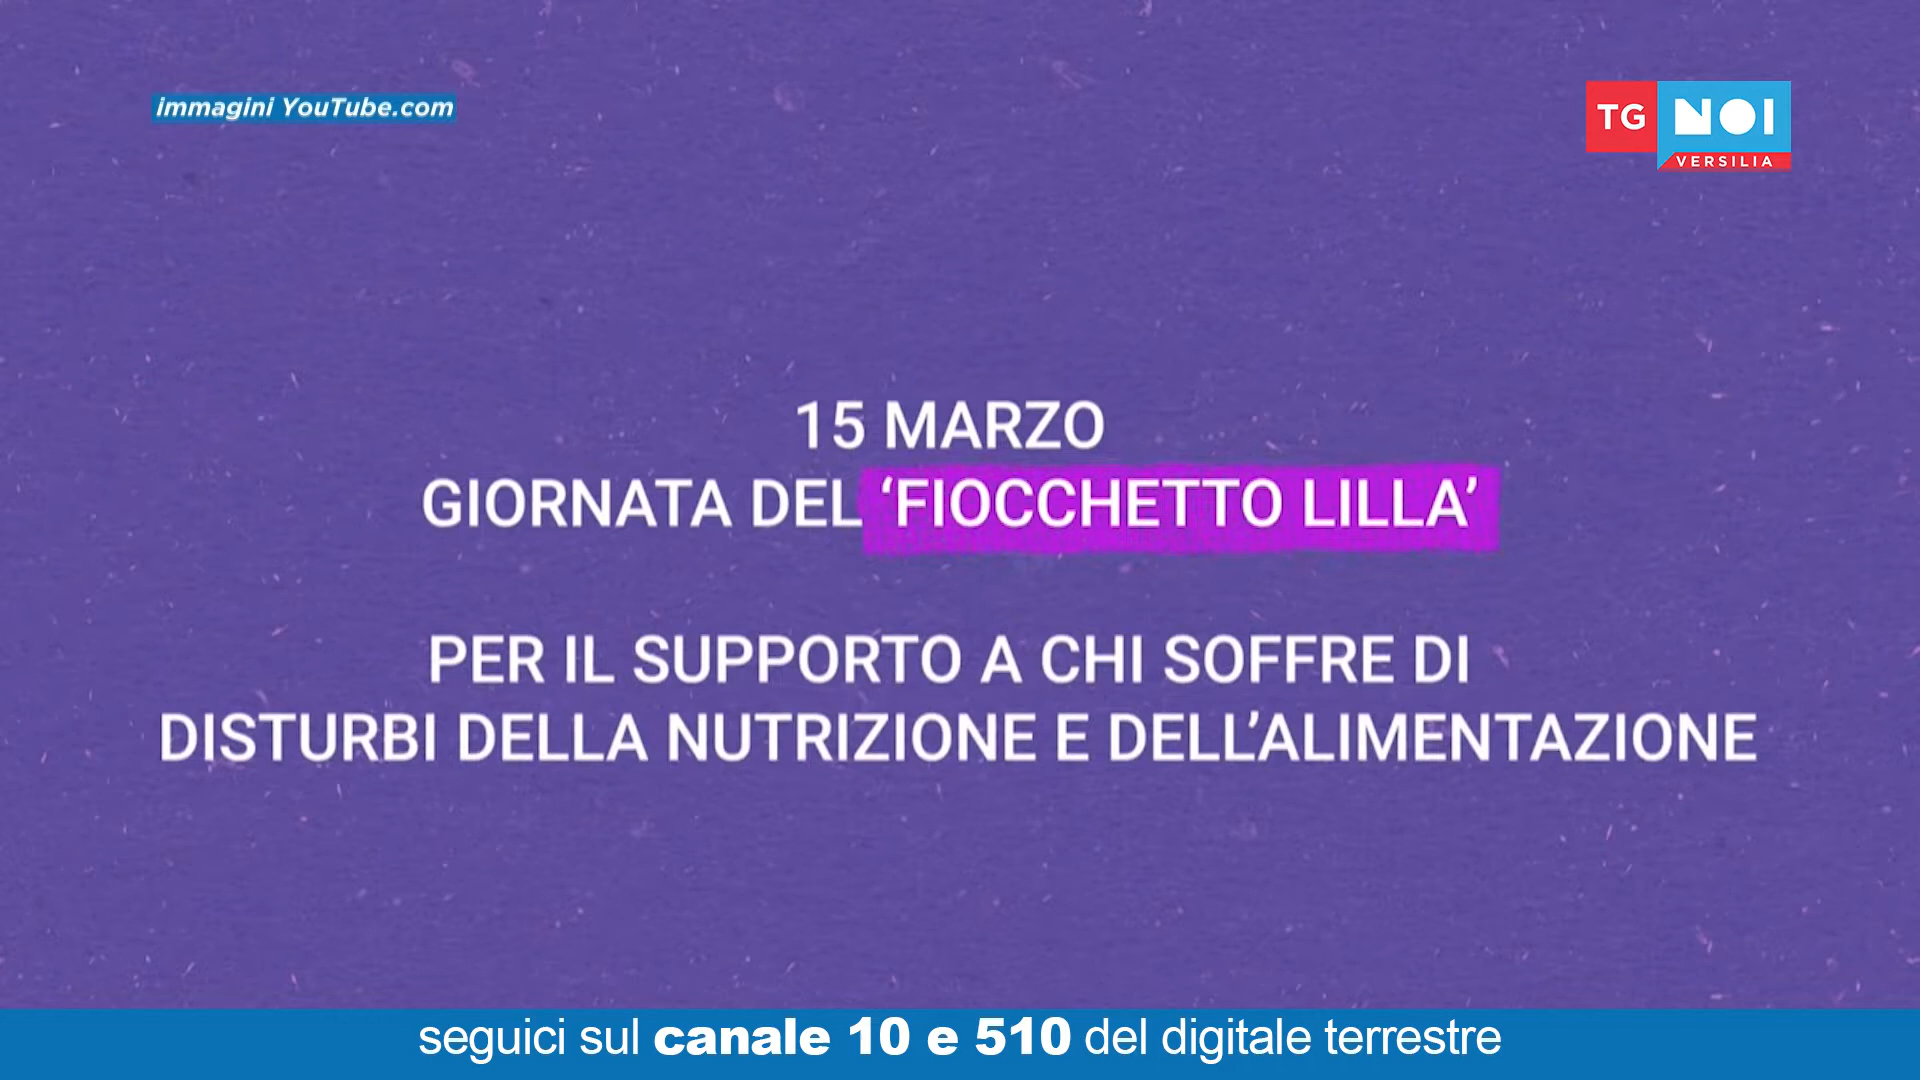 immagini YouTube.com
TG NOI
VERSILIA
15 MARZO
GIORNATA DEL ‘FIOCCHETTO LILLA’
PER IL SUPPORTO A CHI SOFFRE DI
DISTURBI DELLA NUTRIZIONE E DELL’ALIMENTAZIONE
seguici sul canale 10 e 510 del digitale terrestre